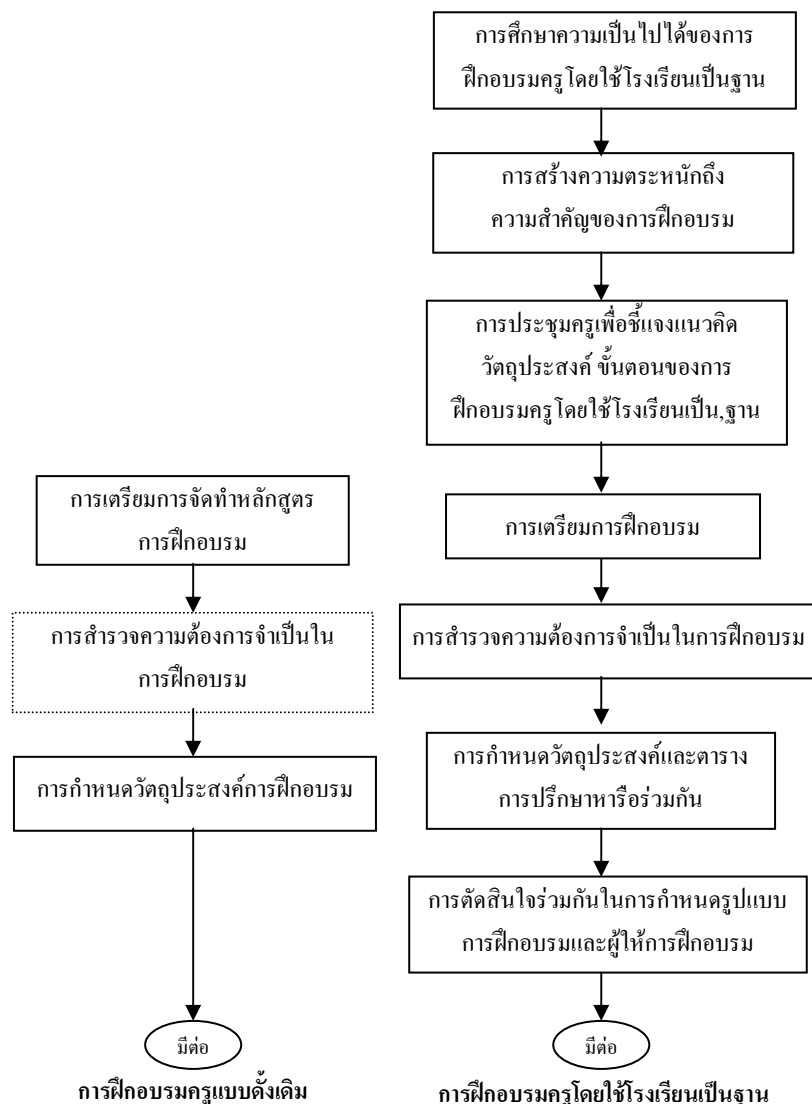 การศึกษาความเป็นไปได้ของการ
ฝึกอบรมครูโดยใช้โรงเรียนเป็นฐาน
การสร้างความตระหนักถึง
ความสำคัญของการฝึกอบรม
การประชุมครูเพื่อชี้แจงแนวคิด
วัตถุประสงค์ ขั้นตอนของการ
ฝึกอบรมครูโดยใช้โรงเรียนเป็น,ฐาน
การเตรียมการจัดทำหลักสูตร
การฝึกอบรม
การเตรียมการฝึกอบรม
การสำรวจความต้องการจำเป็นใน
การฝึกอบรม
การสำรวจความต้องการจำเป็นในการฝึกอบรม
การกำหนดวัตถุประสงค์การฝึกอบรม
การกำหนดวัตถุประสงค์และตาราง
การปรึกษาหารือร่วมกัน
การตัดสินใจร่วมกันในการกำหนดรูปแบบ
การฝึกอบรมและผู้ให้การฝึกอบรม
มีต่อ
มีต่อ
การฝึกอบรมครูแบบดั้งเดิม
การฝึกอบรมครูโดยใช้โรงเรียนเป็นฐาน